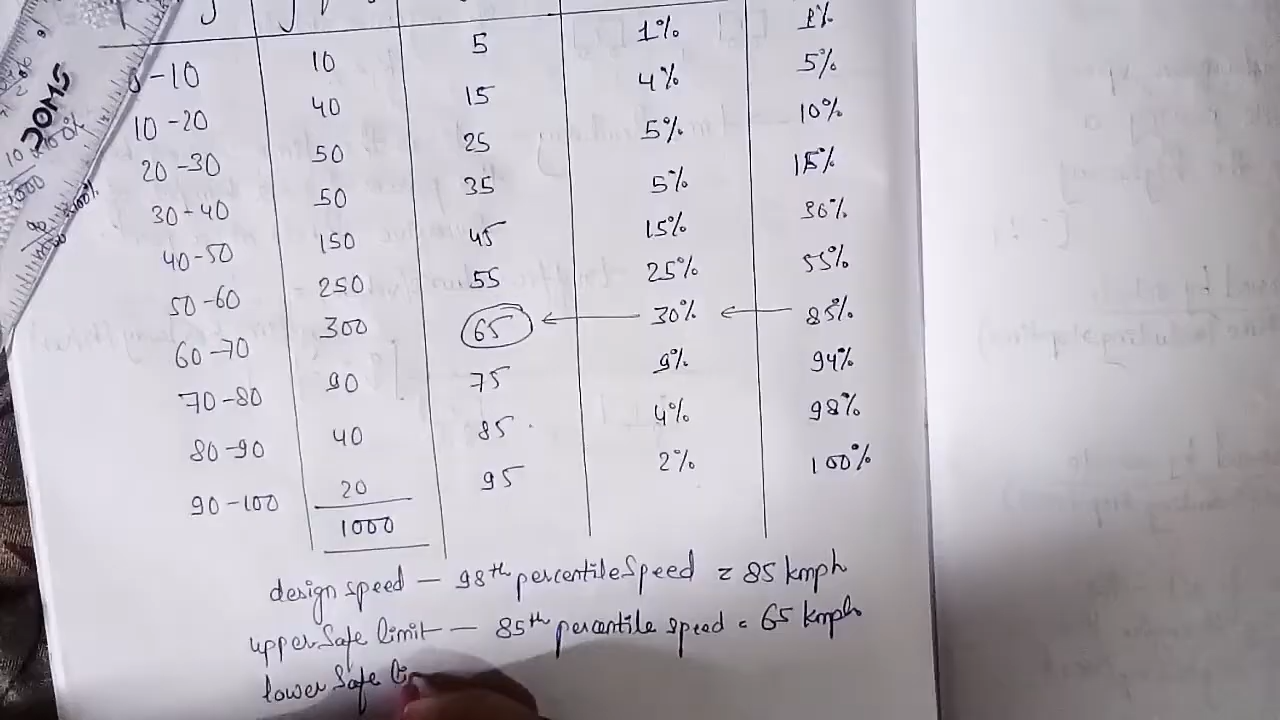 0-10 10 5 1% 1%
10-20 40 15 4% 5%
20-30 50 25 5% 10%
30-40 50 35 5% 15%
40-50 150 45 15% 30%
50-60 250 55 25% 55%
60-70 300 65 30% 85%
70-80 90 75 9% 94%
80-90 40 85 4% 98%
90-100 20 95 2% 100%
1000
design speed — 98th percentile speed = 85 kmph
upper safe limit — 85th percentile speed = 65 kmph
lower safe
DOMS